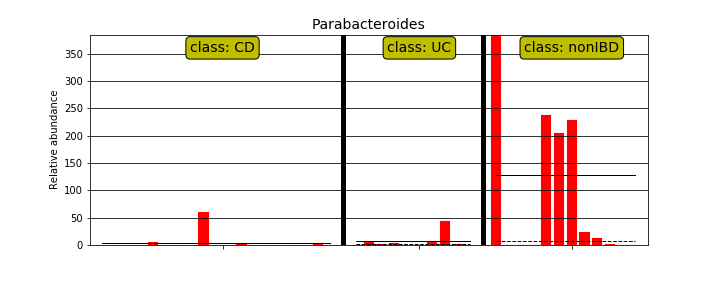 Parabacteroides
class: CD
class: UC
class: nonIBD
Relative abundance
350
300
250
200
150
100
50
0